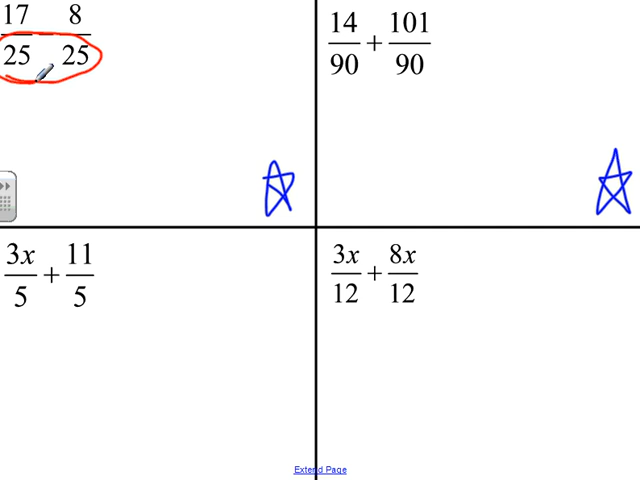 17/25 − 8/25
14/90 + 101/90
3x/5 + 11/5
3x/12 + 8x/12
Extend Page